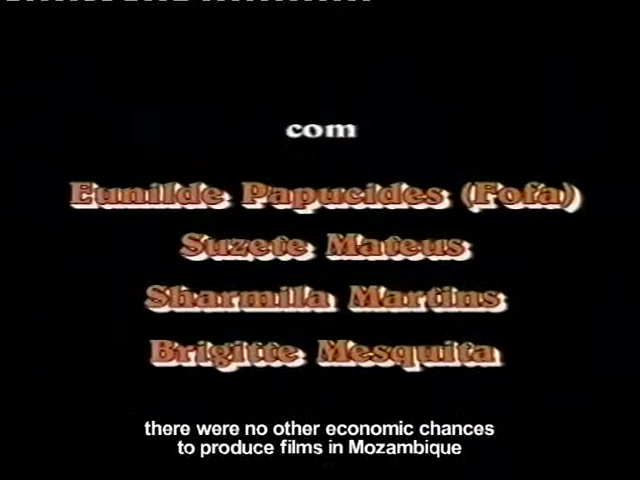 com
Eunilde Papucides (Fofa)
Suzete Mateus
Sharmila Martins
Brigitte Mesquita
there were no other economic chances
to produce films in Mozambique